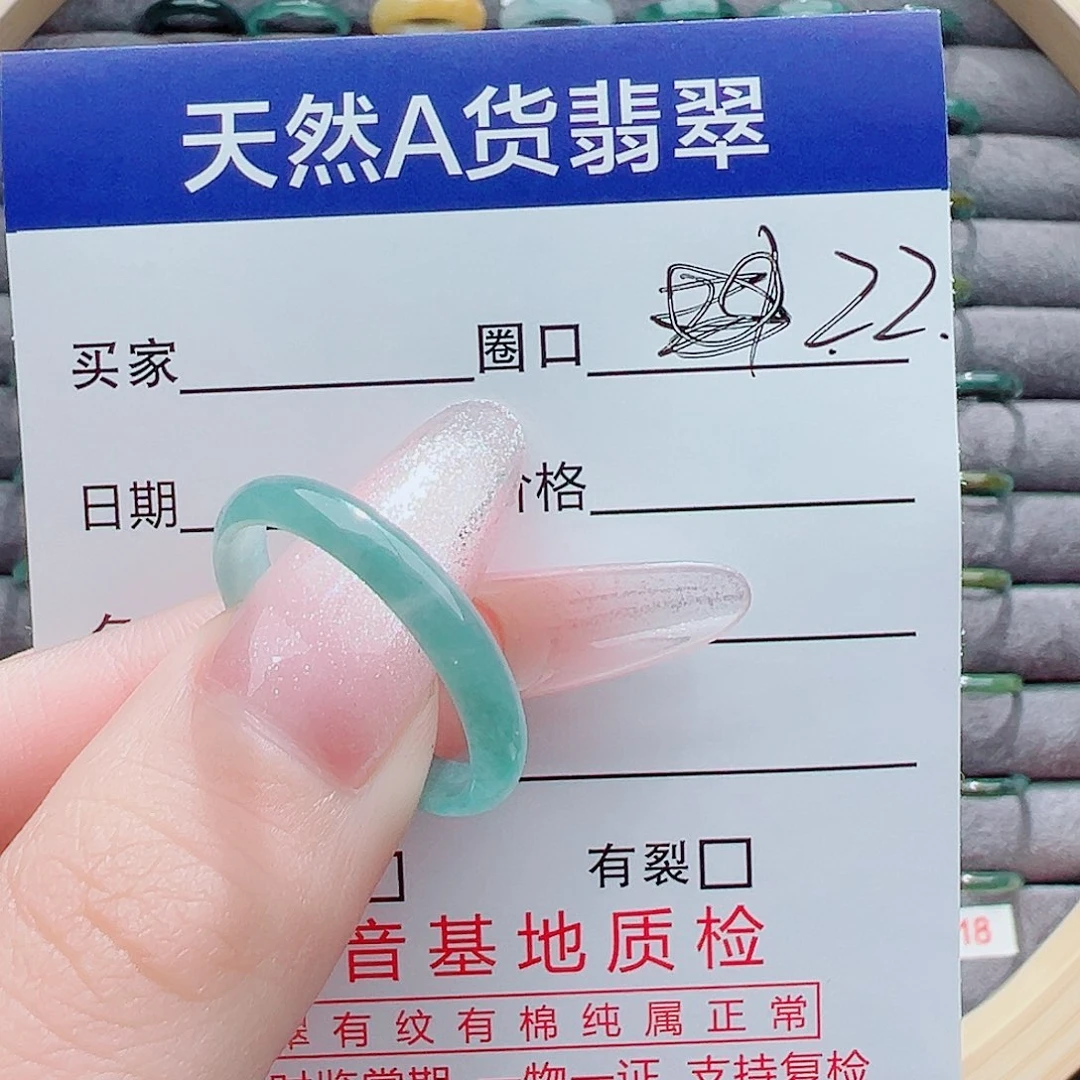 天然A货翡翠
买家 圈口 22.
日期 价格
有裂
音基地质检
翠有纹有棉纯属正常
一物一证 支持复检
18